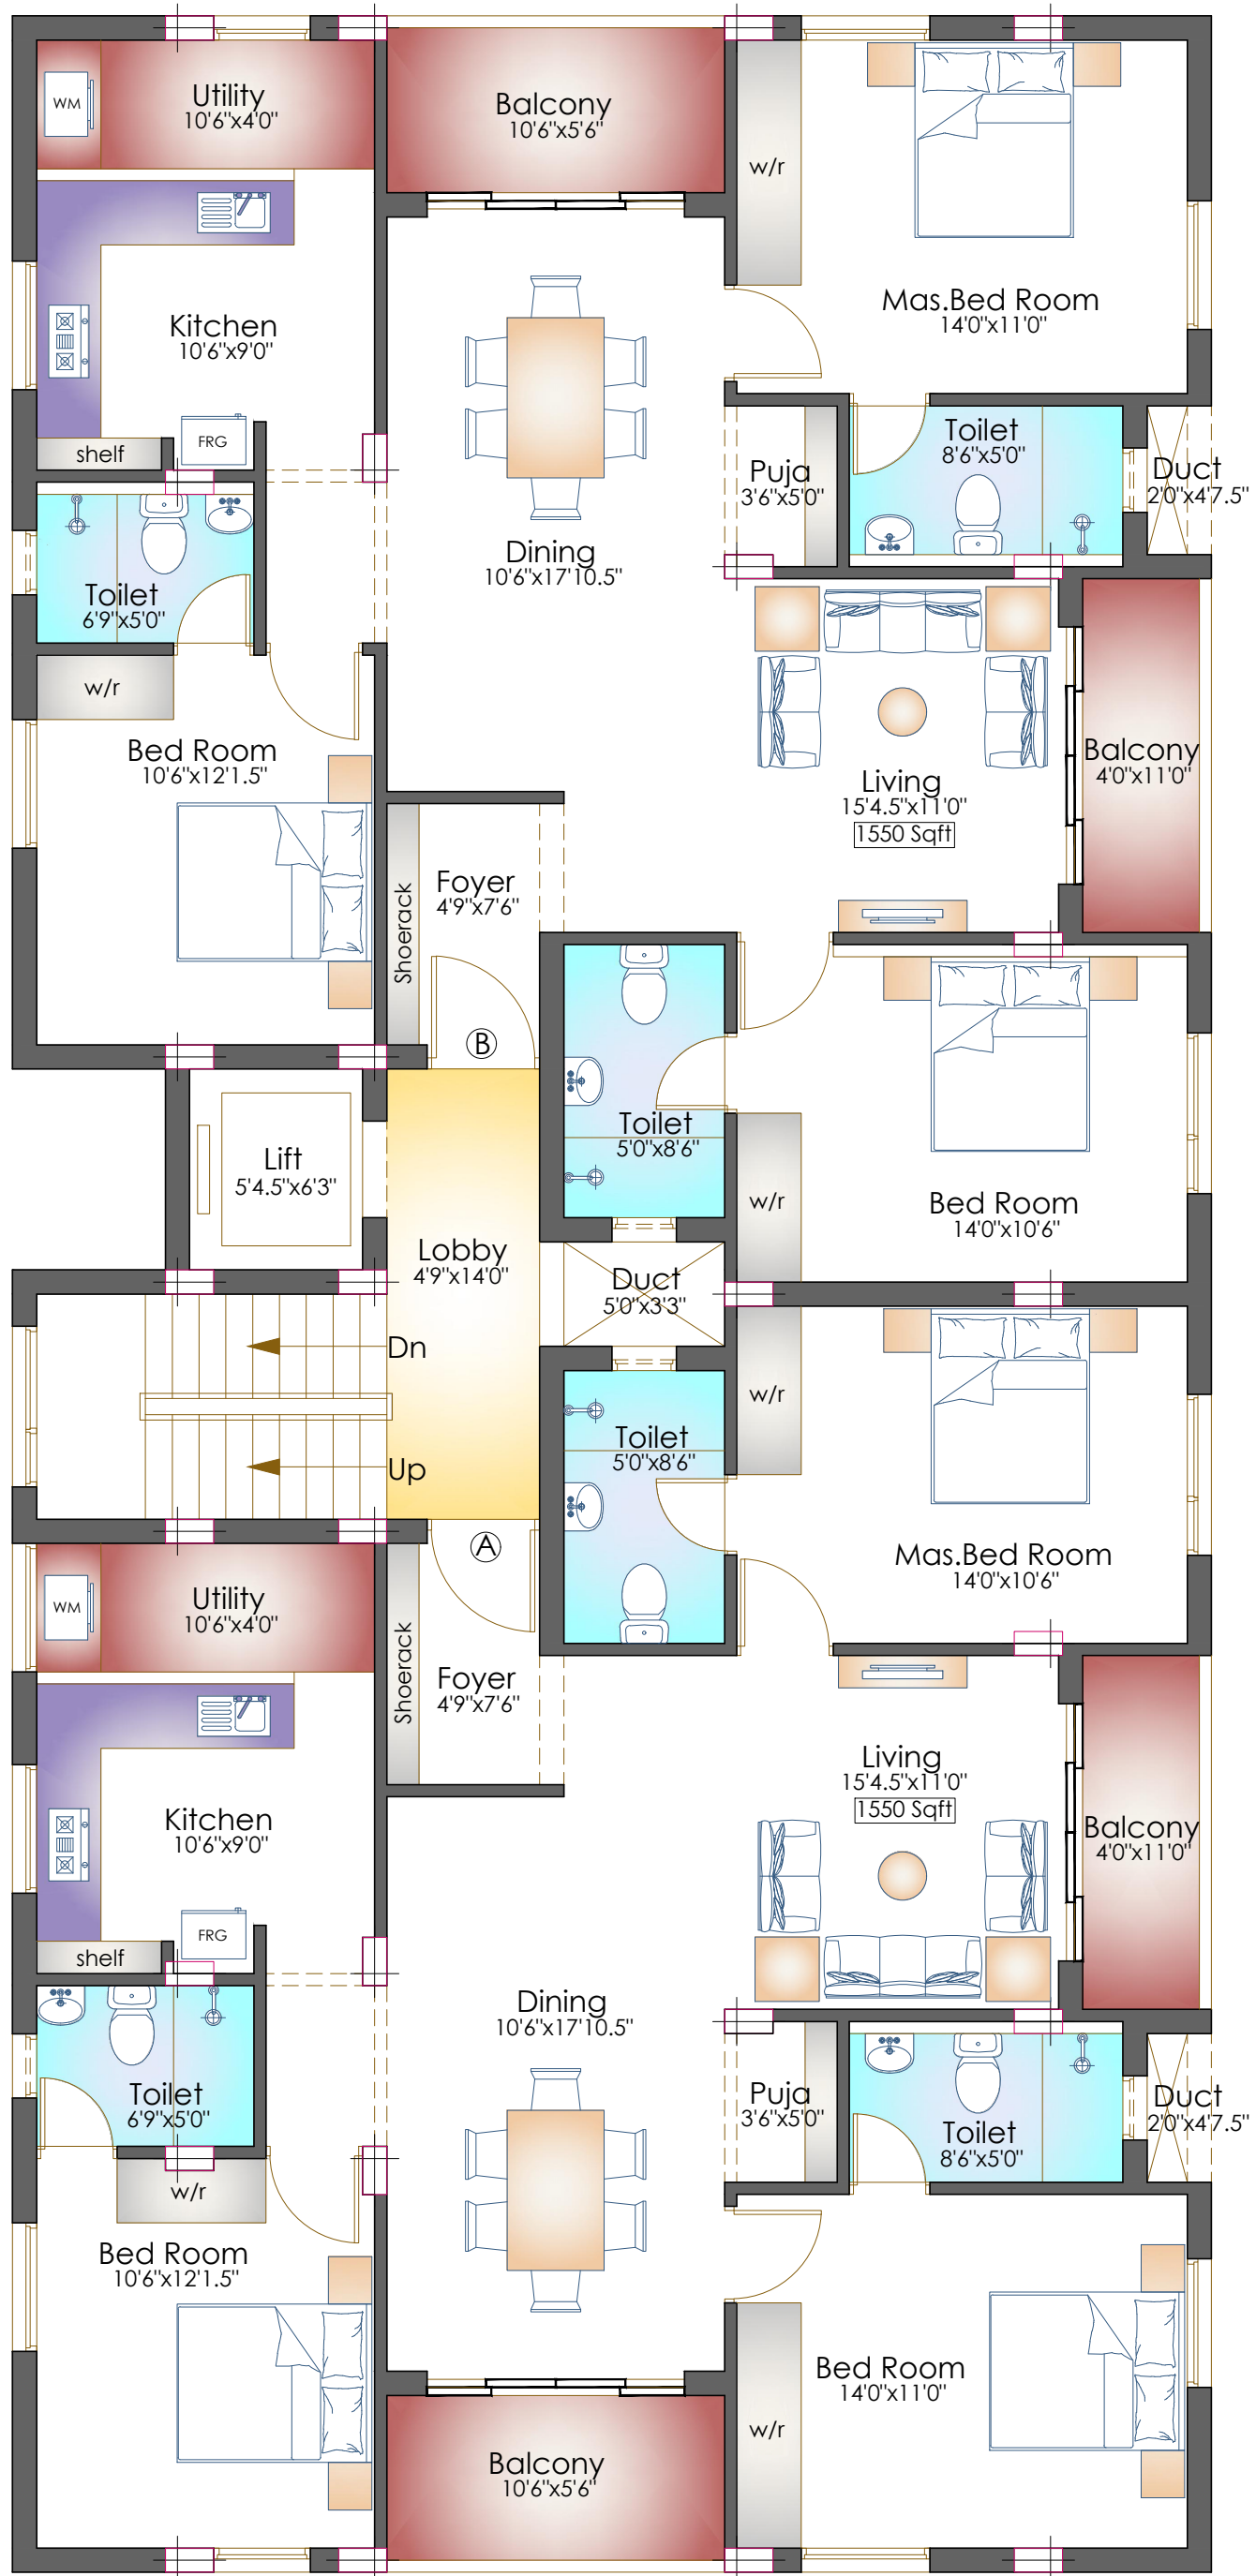 WM
Utility
10'6"x4'0"
Balcony
10'6"x5'6"
w/r
Mas.Bed Room
14'0"x11'0"
Kitchen
10'6"x9'0"
FRG
shelf
Toilet
8'6"x5'0"
Puja
3'6"x5'0"
Duct
2'0"x4'7.5"
Dining
10'6"x17'10.5"
Toilet
6'9"x5'0"
w/r
Bed Room
10'6"x12'1.5"
Living
15'4.5"x11'0"
1550 Sqft
Balcony
4'0"x11'0"
Foyer
4'9"x7'6"
Shoerack
B
Toilet
5'0"x8'6"
Lift
5'4.5"x6'3"
w/r
Bed Room
14'0"x10'6"
Lobby
4'9"x14'0"
Duct
5'0"x3'3"
Dn
Up
w/r
Toilet
5'0"x8'6"
A
Mas.Bed Room
14'0"x10'6"
WM
Utility
10'6"x4'0"
Shoerack
Foyer
4'9"x7'6"
Living
15'4.5"x11'0"
1550 Sqft
Balcony
4'0"x11'0"
Kitchen
10'6"x9'0"
FRG
shelf
Dining
10'6"x17'10.5"
Toilet
6'9"x5'0"
Puja
3'6"x5'0"
Toilet
8'6"x5'0"
Duct
2'0"x4'7.5"
w/r
Bed Room
10'6"x12'1.5"
Bed Room
14'0"x11'0"
w/r
Balcony
10'6"x5'6"